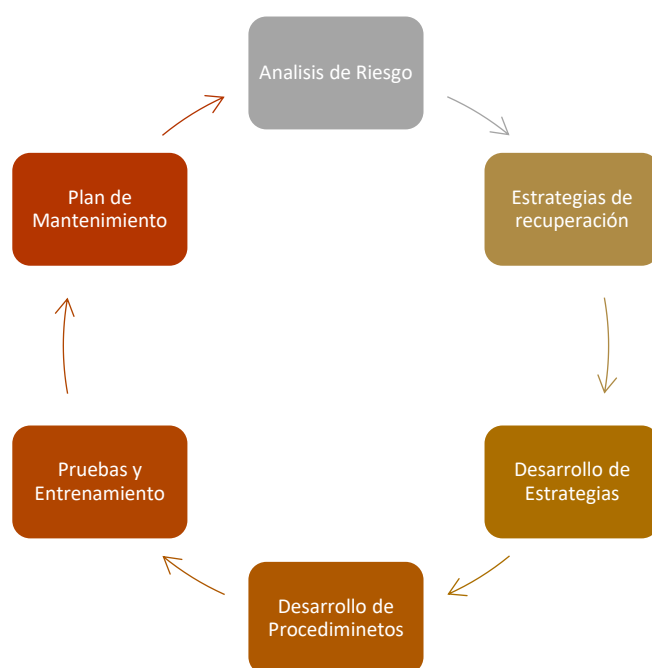 Analisis de Riesgo
Estrategias de
recuperación
Desarrollo de
Estrategias
Desarrollo de
Procediminetos
Pruebas y
Entrenamiento
Plan de
Mantenimiento